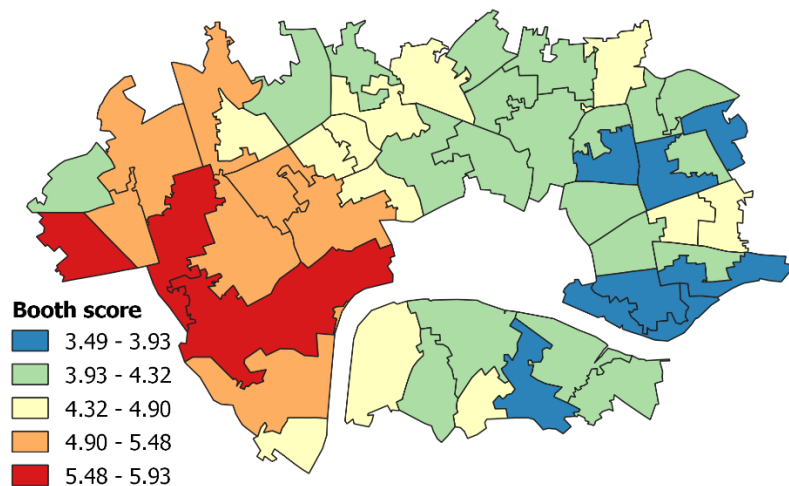 Booth score
3.49 - 3.93
3.93 - 4.32
4.32 - 4.90
4.90 - 5.48
5.48 - 5.93